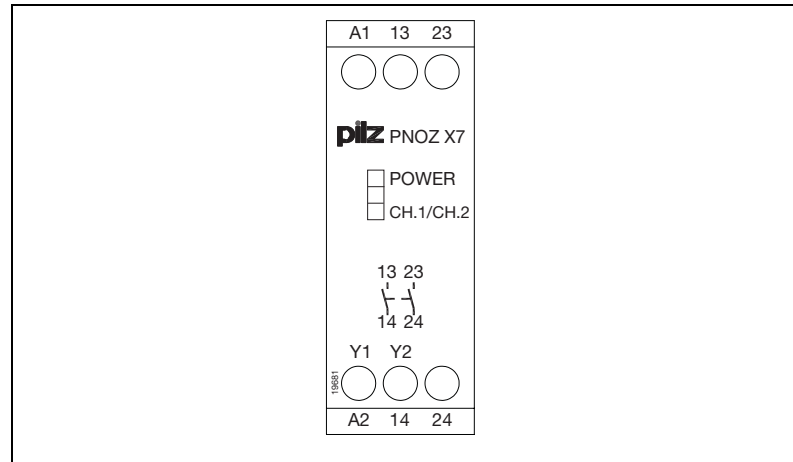 A1 13 23
pilz PNOZ X7
POWER
CH.1/CH.2
13 23
14 24
Y1 Y2
19681
A2 14 24